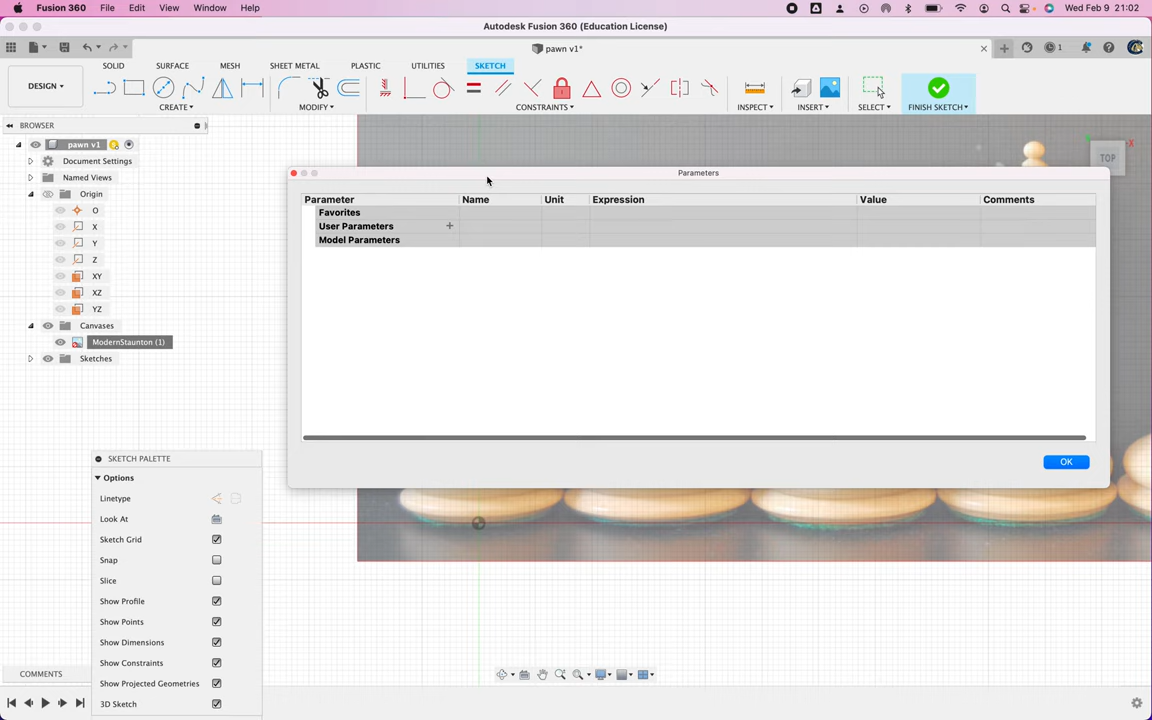 Fusion 360 File Edit View Window Help Wed Feb 9 21:02
Autodesk Fusion 360 (Education License)
pawn v1* 1
SOLID SURFACE MESH SHEET METAL PLASTIC UTILITIES SKETCH
DESIGN
CREATE MODIFY CONSTRAINTS INSPECT INSERT SELECT FINISH SKETCH
BROWSER
pawn v1
Document Settings
Named Views
Origin
O
X
Y
Z
XY
XZ
YZ
Canvases
ModernStaunton (1)
Sketches
Parameters
Parameter Name Unit Expression Value Comments
Favorites
User Parameters +
Model Parameters
OK
TOP
X
SKETCH PALETTE
Options
Linetype
Look At
Sketch Grid
Snap
Slice
Show Profile
Show Points
Show Dimensions
Show Constraints
Show Projected Geometries
3D Sketch
COMMENTS